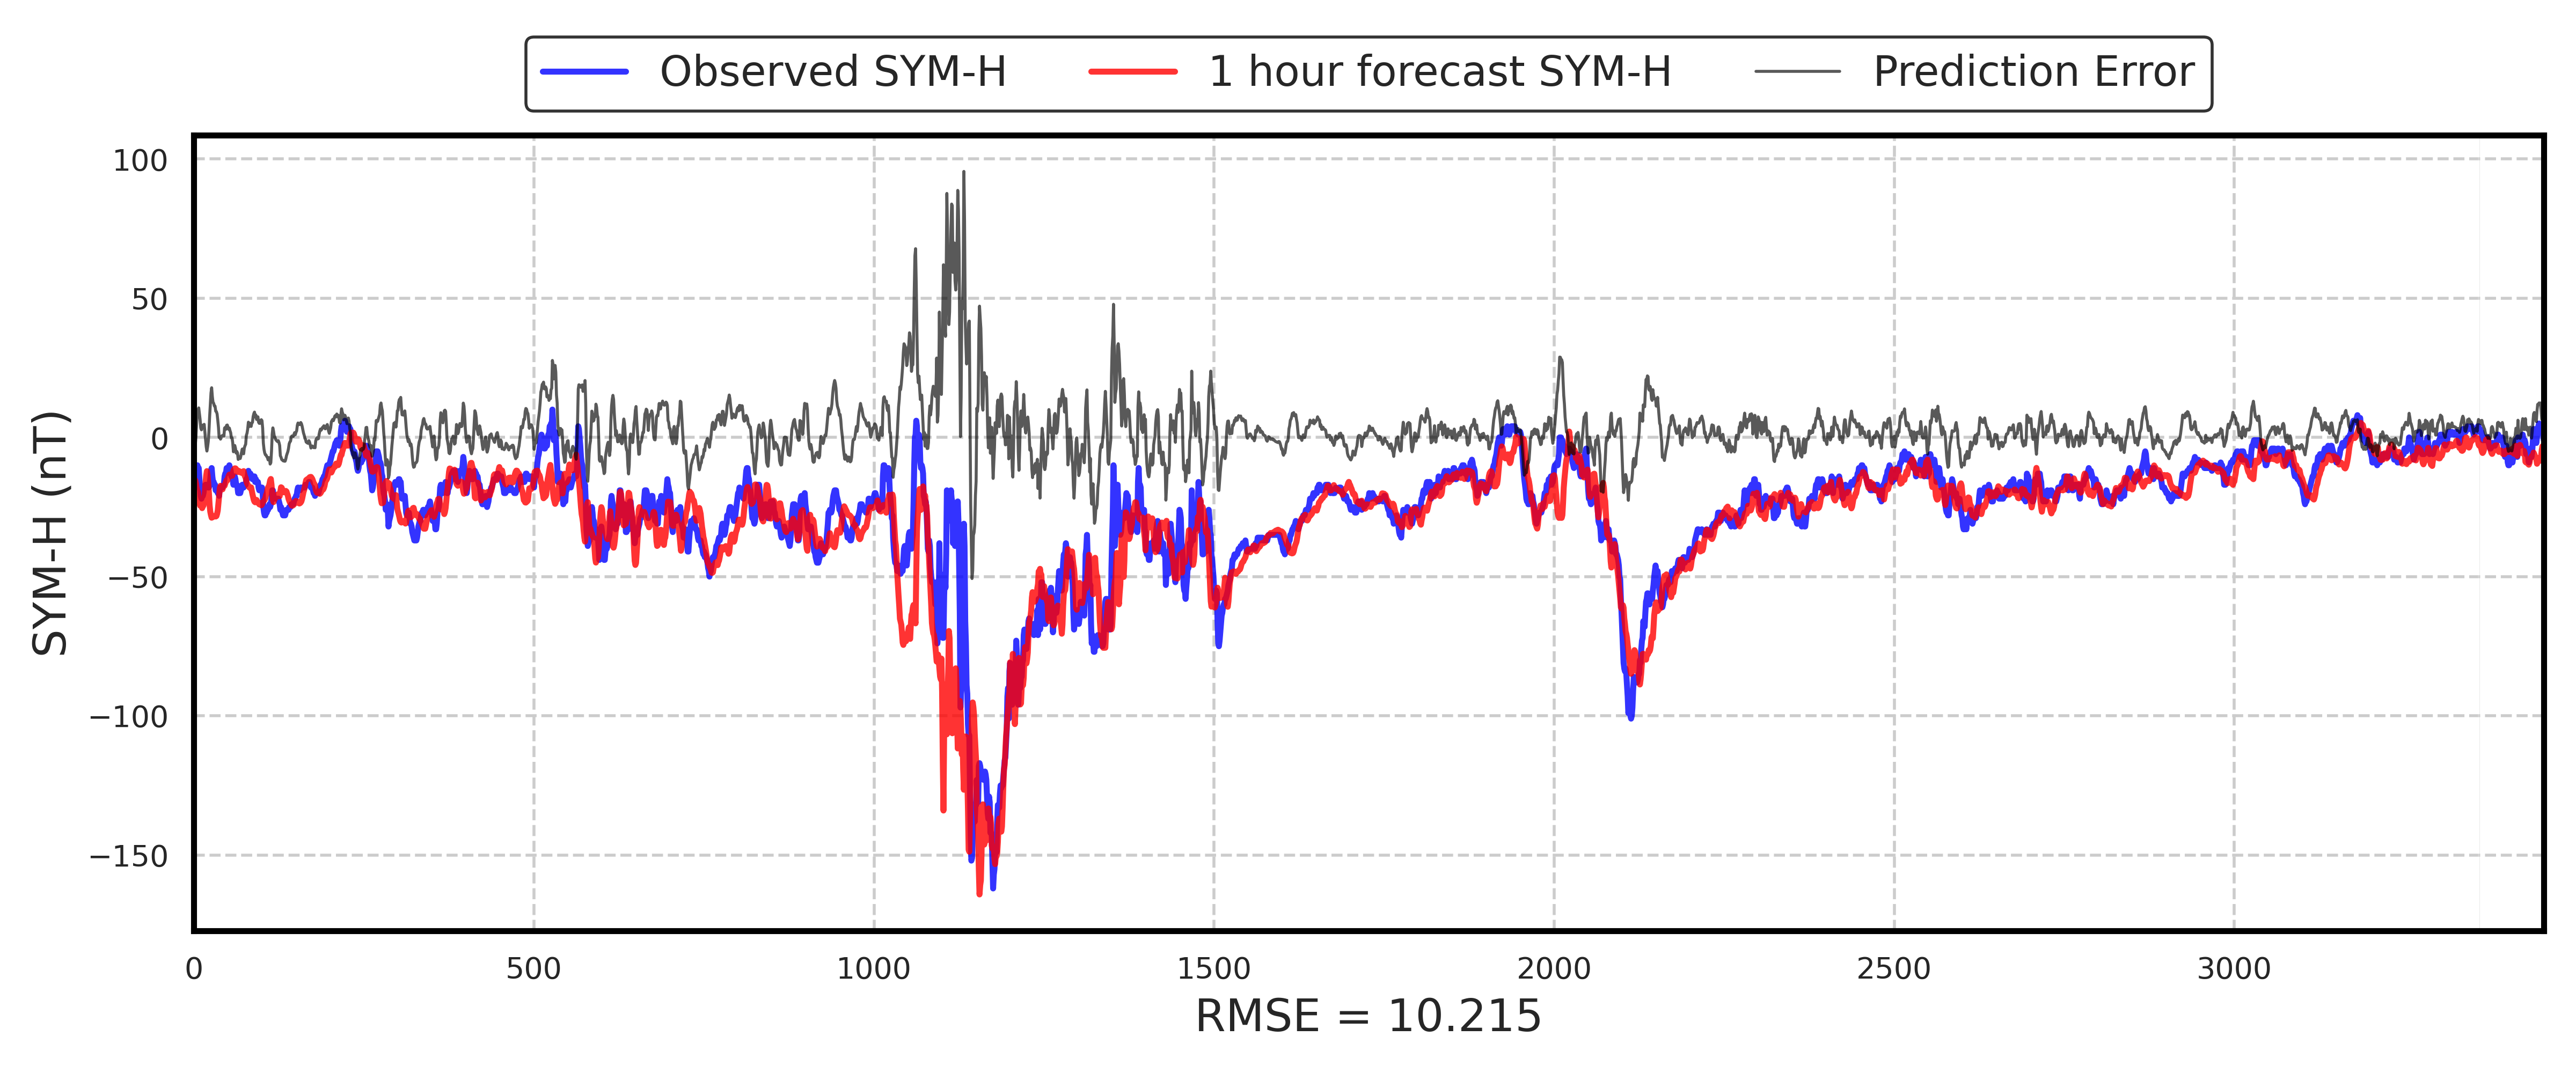 Observed SYM-H 1 hour forecast SYM-H Prediction Error
SYM-H (nT)
100
50
0
−50
−100
−150
0 500 1000 1500 2000 2500 3000
RMSE = 10.215